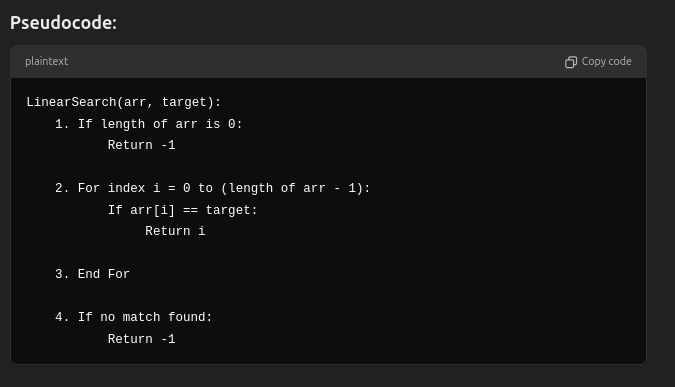 Pseudocode:
plaintext
Copy code
LinearSearch(arr, target):
1. If length of arr is 0:
Return -1
2. For index i = 0 to (length of arr - 1):
If arr[i] == target:
Return i
3. End For
4. If no match found:
Return -1